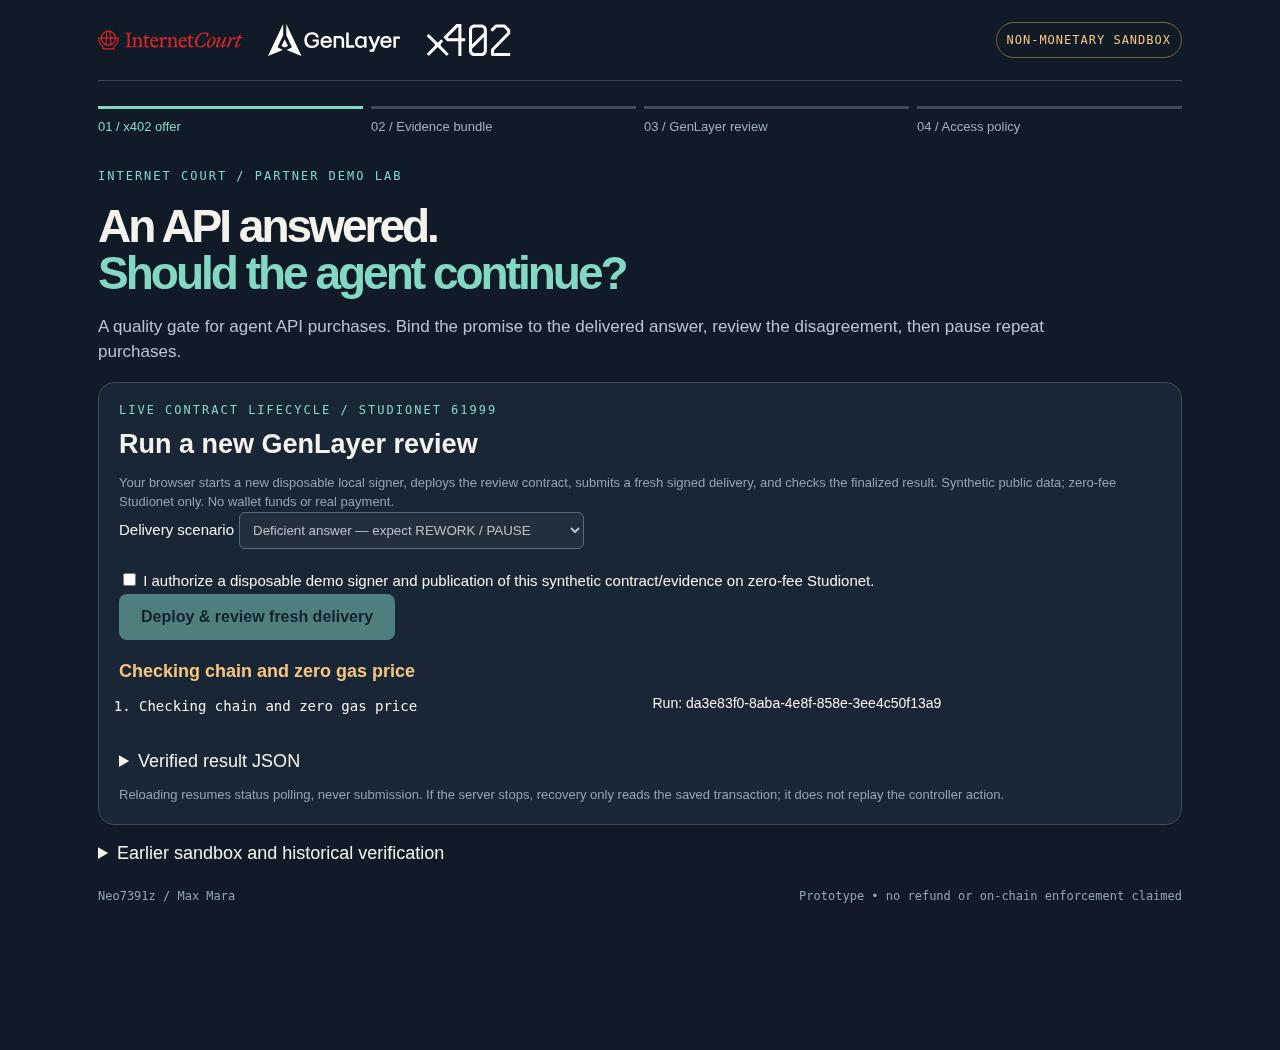 InternetCourt GenLayer x402 NON-MONETARY SANDBOX
01 / x402 offer 02 / Evidence bundle 03 / GenLayer review 04 / Access policy
INTERNET COURT / PARTNER DEMO LAB
An API answered.
Should the agent continue?
A quality gate for agent API purchases. Bind the promise to the delivered answer, review the disagreement, then pause repeat
purchases.
LIVE CONTRACT LIFECYCLE / STUDIONET 61999
Run a new GenLayer review
Your browser starts a new disposable local signer, deploys the review contract, submits a fresh signed delivery, and checks the finalized result. Synthetic public data; zero-fee
Studionet only. No wallet funds or real payment.
Delivery scenario Deficient answer — expect REWORK / PAUSE
I authorize a disposable demo signer and publication of this synthetic contract/evidence on zero-fee Studionet.
Deploy & review fresh delivery
Checking chain and zero gas price
1. Checking chain and zero gas price
Run: da3e83f0-8aba-4e8f-858e-3ee4c50f13a9
Verified result JSON
Reloading resumes status polling, never submission. If the server stops, recovery only reads the saved transaction; it does not replay the controller action.
Earlier sandbox and historical verification
Neo7391z / Max Mara Prototype • no refund or on-chain enforcement claimed